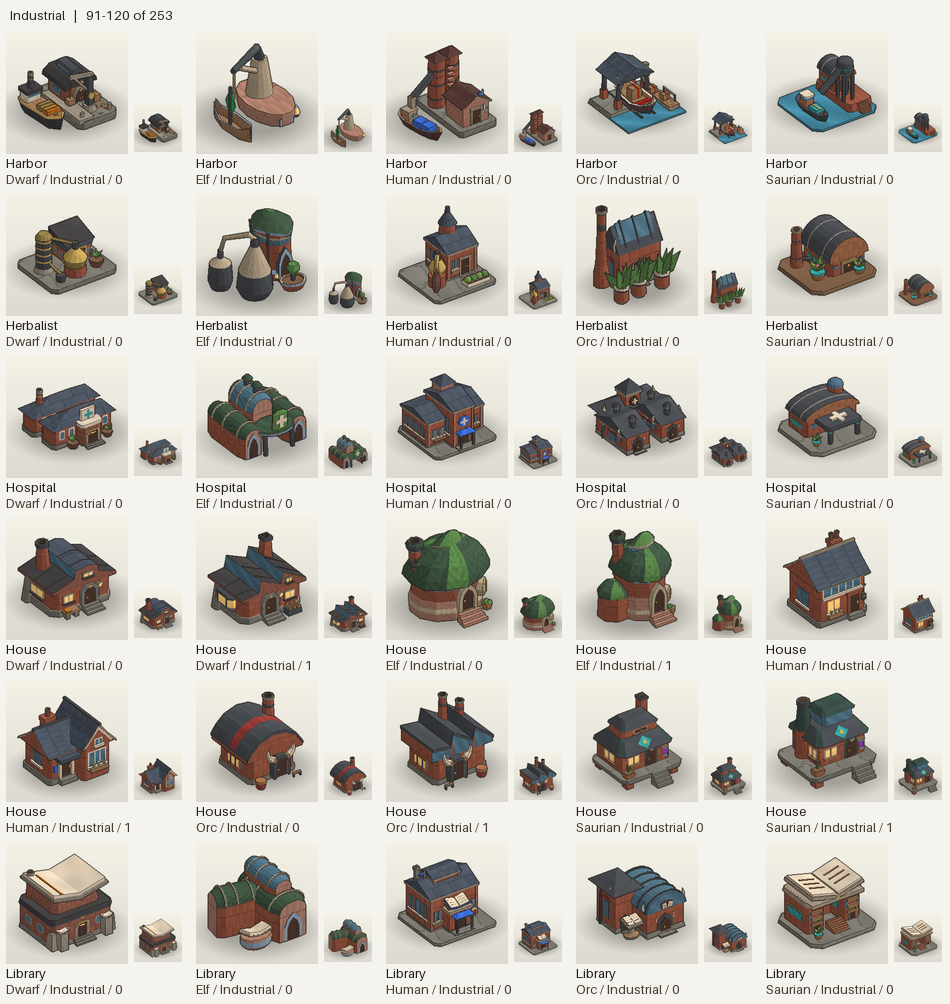 Industrial | 91-120 of 253
Harbor
Dwarf / Industrial / 0
Harbor
Elf / Industrial / 0
Harbor
Human / Industrial / 0
Harbor
Orc / Industrial / 0
Harbor
Saurian / Industrial / 0
Herbalist
Dwarf / Industrial / 0
Herbalist
Elf / Industrial / 0
Herbalist
Human / Industrial / 0
Herbalist
Orc / Industrial / 0
Herbalist
Saurian / Industrial / 0
Hospital
Dwarf / Industrial / 0
Hospital
Elf / Industrial / 0
Hospital
Human / Industrial / 0
Hospital
Orc / Industrial / 0
Hospital
Saurian / Industrial / 0
House
Dwarf / Industrial / 0
House
Dwarf / Industrial / 1
House
Elf / Industrial / 0
House
Elf / Industrial / 1
House
Human / Industrial / 0
House
Human / Industrial / 1
House
Orc / Industrial / 0
House
Orc / Industrial / 1
House
Saurian / Industrial / 0
House
Saurian / Industrial / 1
Library
Dwarf / Industrial / 0
Library
Elf / Industrial / 0
Library
Human / Industrial / 0
Library
Orc / Industrial / 0
Library
Saurian / Industrial / 0